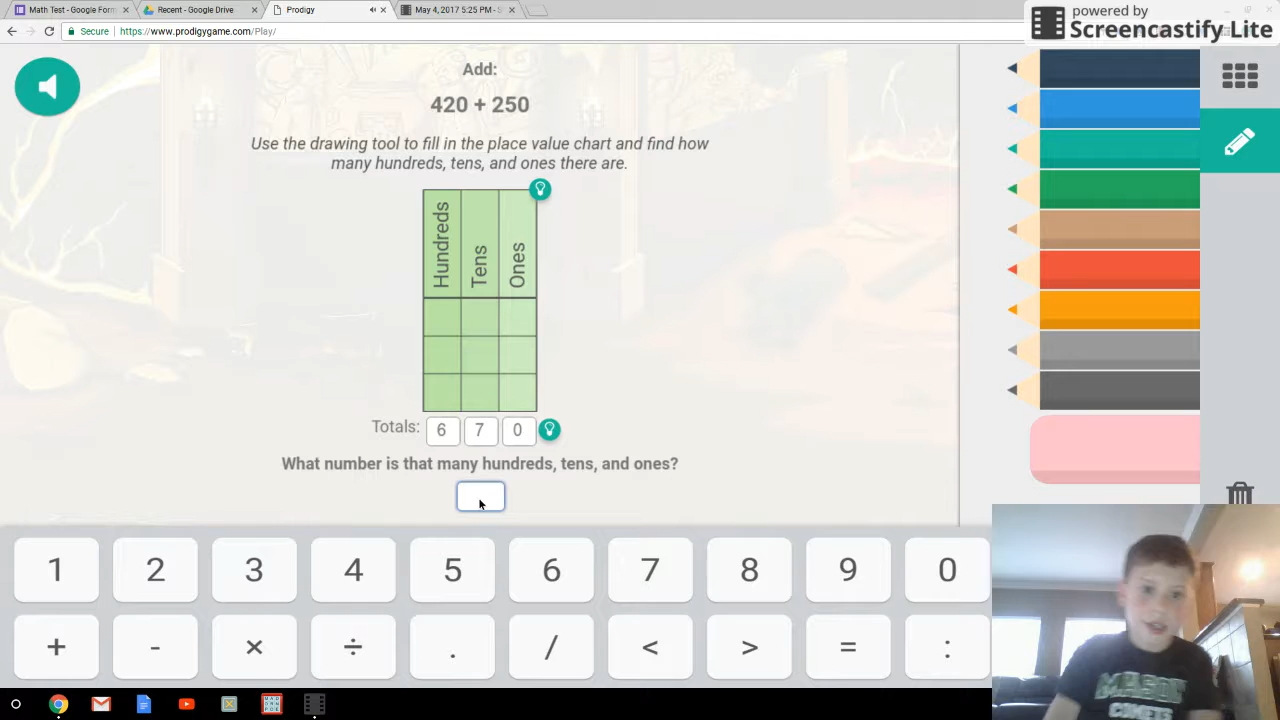 Math Test - Google Form
Recent - Google Drive
Prodigy
May 4, 2017 5:25 PM - S
powered by
Screencastify Lite
Secure
https://www.prodigygame.com/Play/
Add:
420 + 250
Use the drawing tool to fill in the place value chart and find how
many hundreds, tens, and ones there are.
Hundreds
Tens
Ones
Totals: 6 7 0
What number is that many hundreds, tens, and ones?
1 2 3 4 5 6 7 8 9 0
+ - × ÷ . / < > = :
COMETS